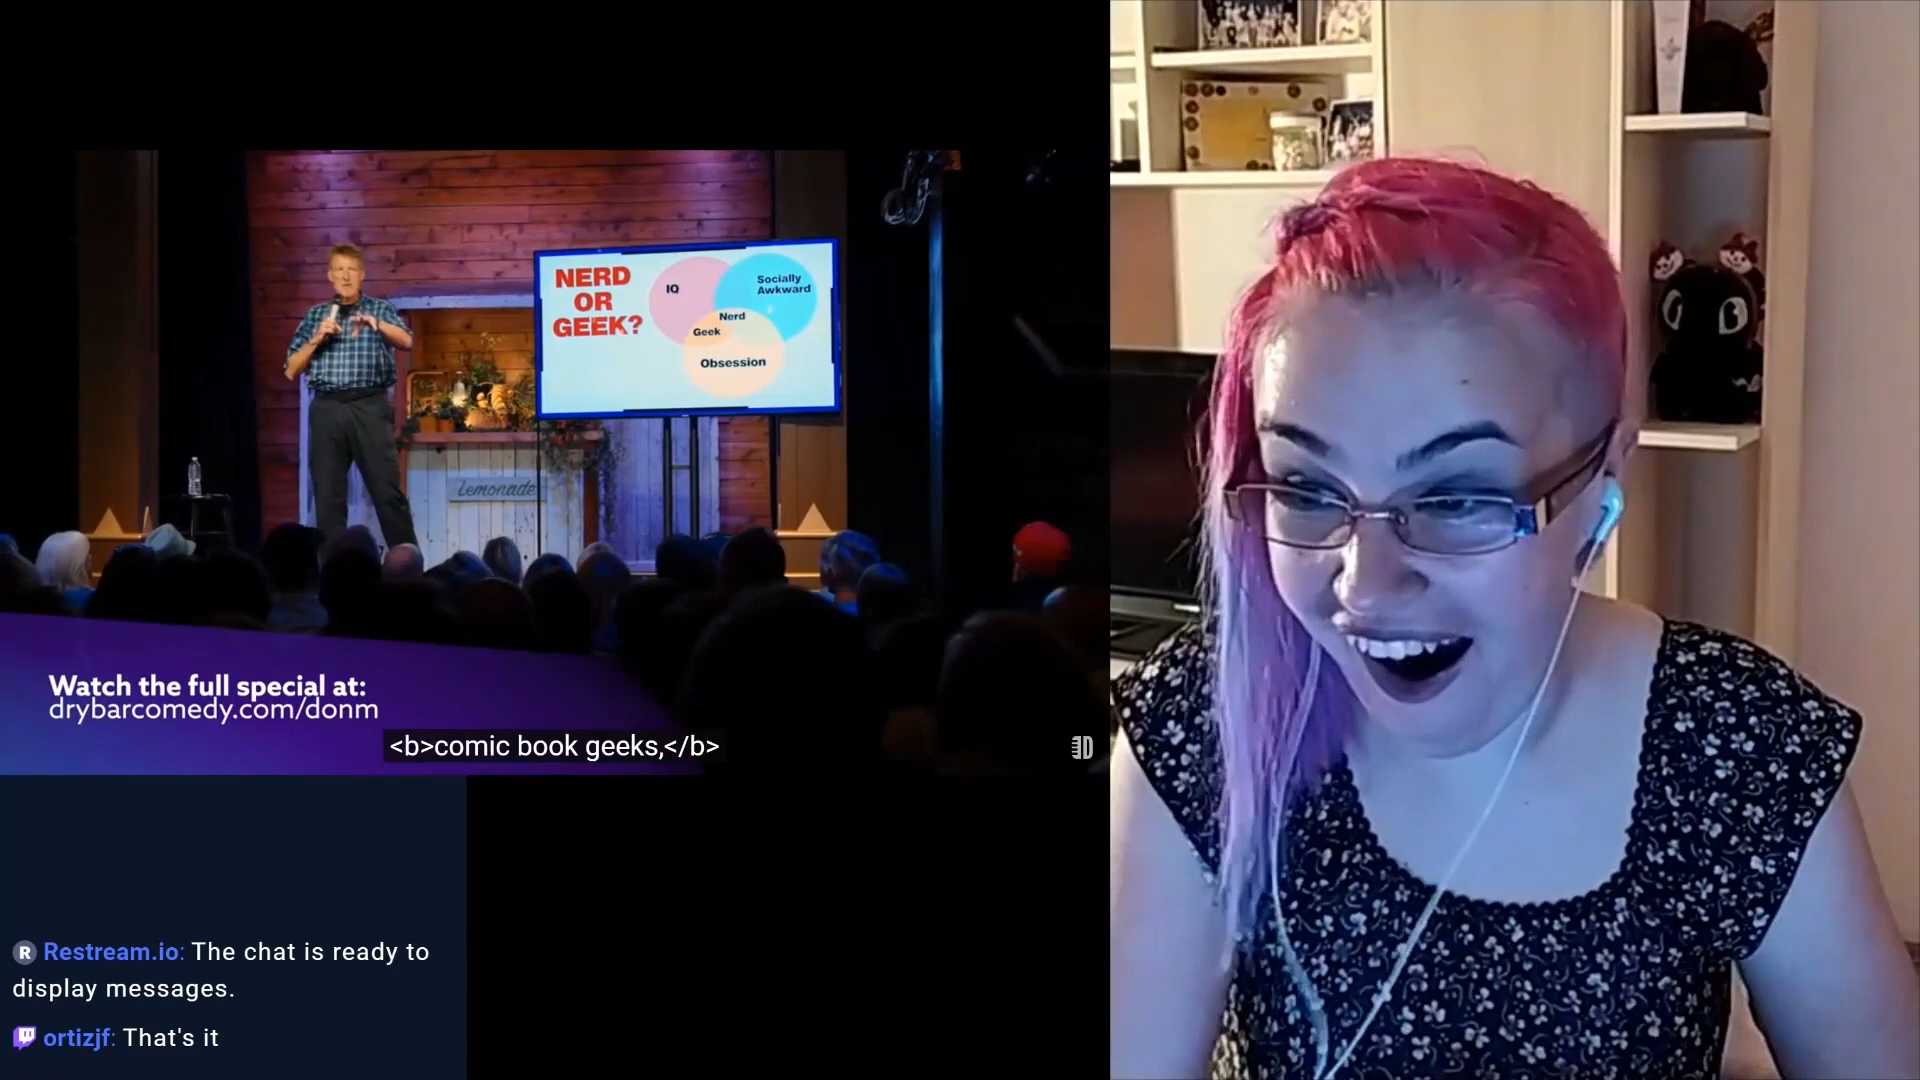 NERD
OR
GEEK?
IQ
Socially
Awkward
Nerd
Geek
Obsession
Lemonade
Watch the full special at:
drybarcomedy.com/donm
<b>comic book geeks,</b>
R Restream.io: The chat is ready to
display messages.
ortizjf: That's it